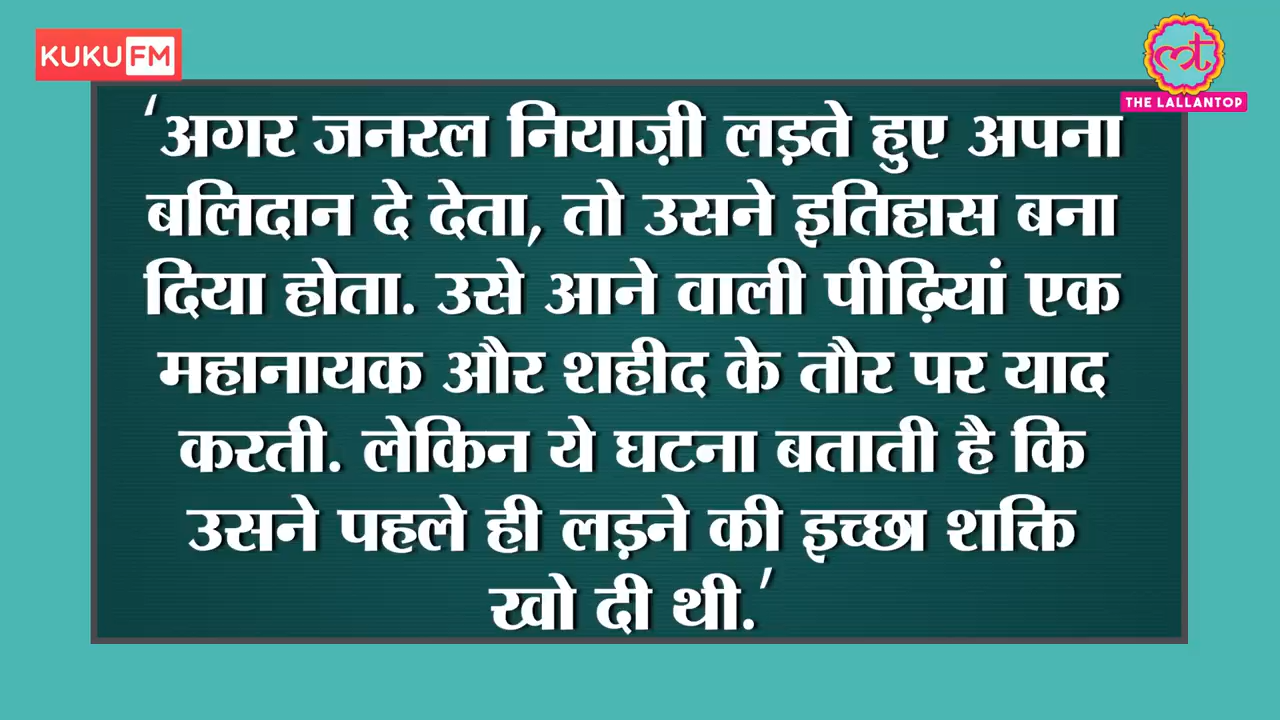 KUKU FM
THE LALLANTOP
'अगर जनरल नियाज़ी लड़ते हुए अपना
बलिदान दे देता, तो उसने इतिहास बना
दिया होता. उसे आने वाली पीढ़ियां एक
महानायक और शहीद के तौर पर याद
करती. लेकिन ये घटना बताती है कि
उसने पहले ही लड़ने की इच्छा शक्ति
खो दी थी.'